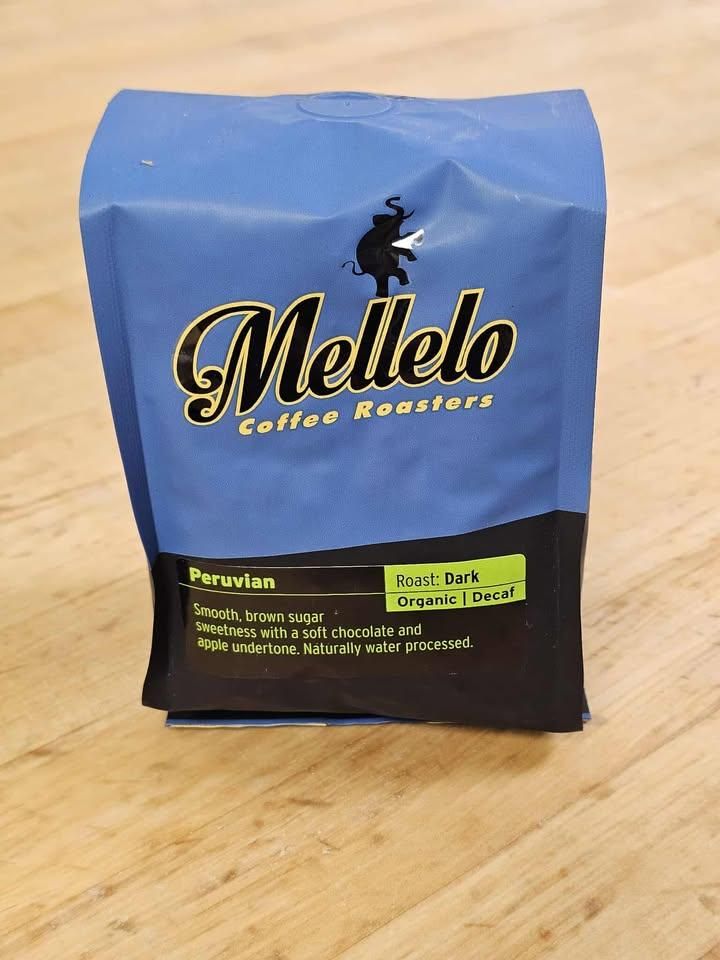 Mellelo
Coffee Roasters
Peruvian
Roast: Dark
Organic | Decaf
Smooth, brown sugar
sweetness with a soft chocolate and
apple undertone. Naturally water processed.